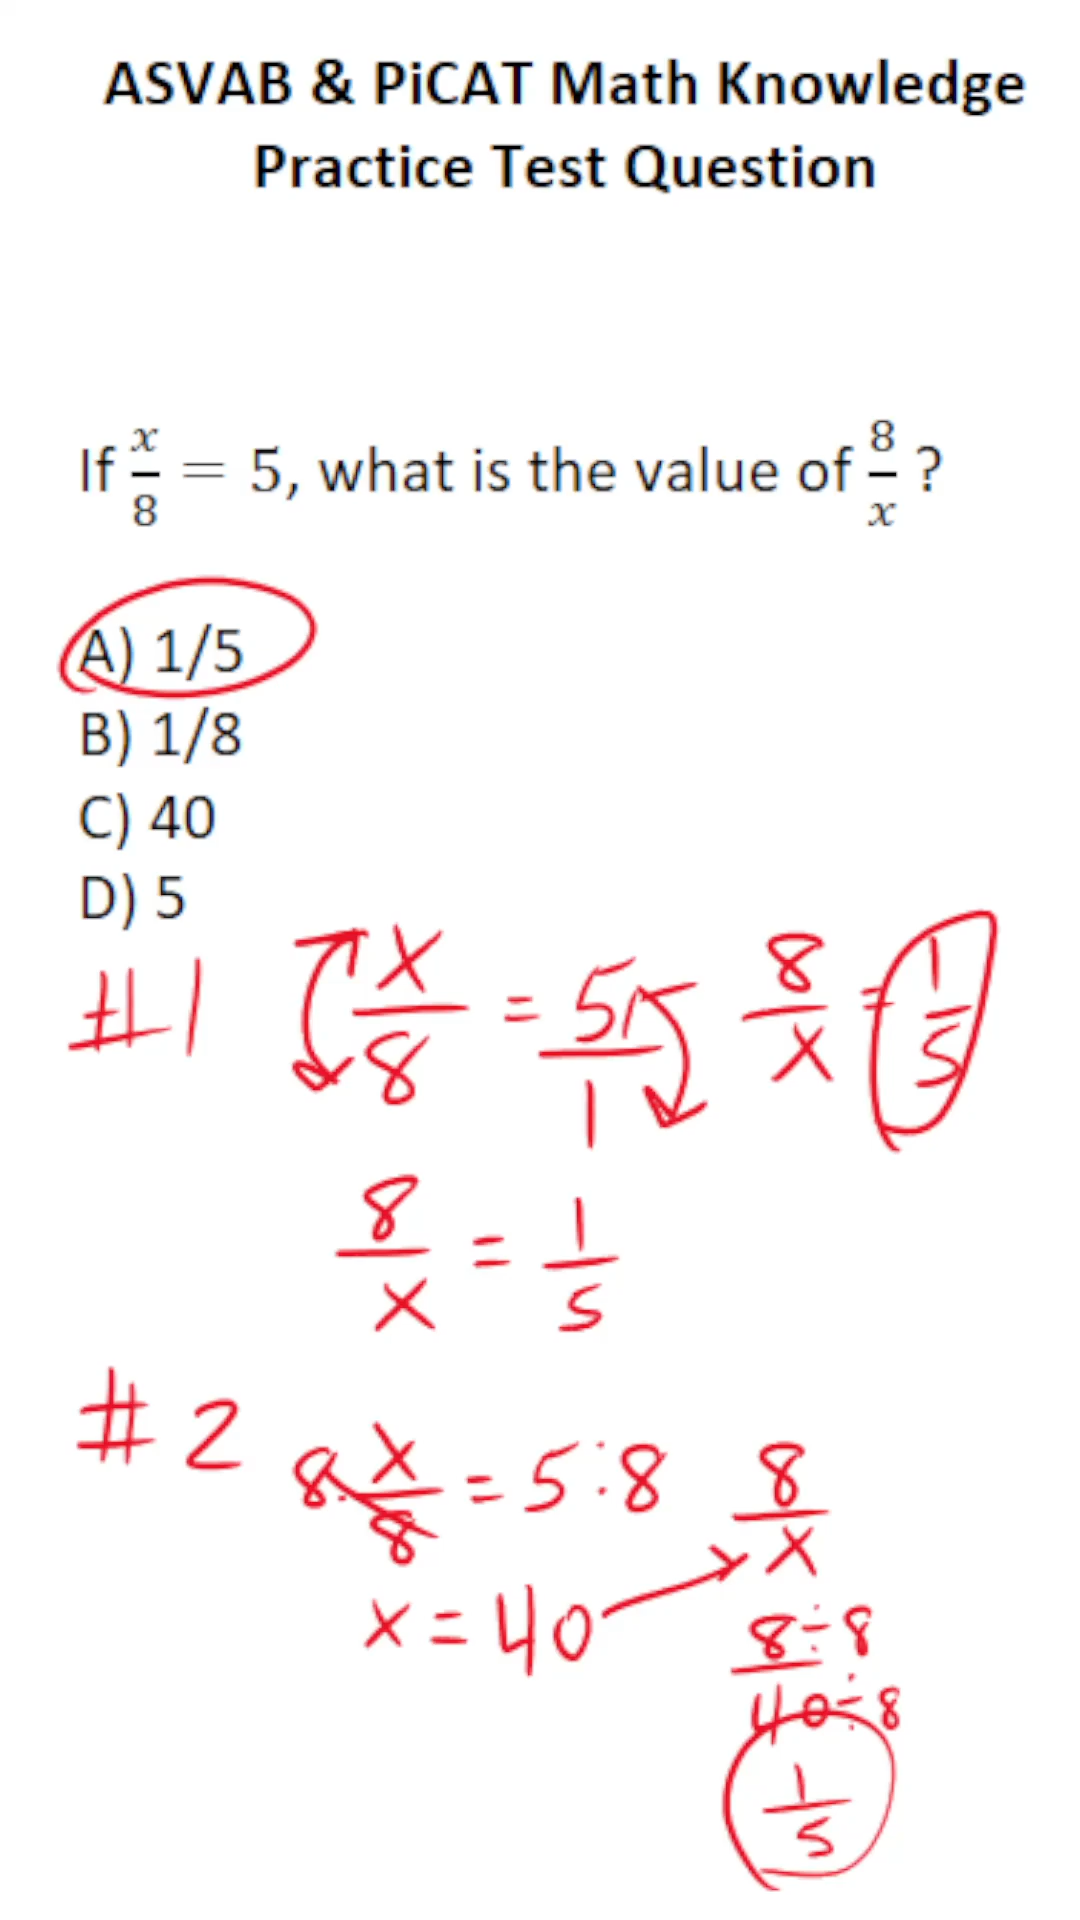 ASVAB & PiCAT Math Knowledge
Practice Test Question
If x/8 = 5, what is the value of 8/x ?
A) 1/5
B) 1/8
C) 40
D) 5
#1 x/8 = 5/1 8/x = 1/5
8/x = 1/5
#2 8·x/8 = 5·8 8/x
x = 40
8÷8/40÷8
1/5